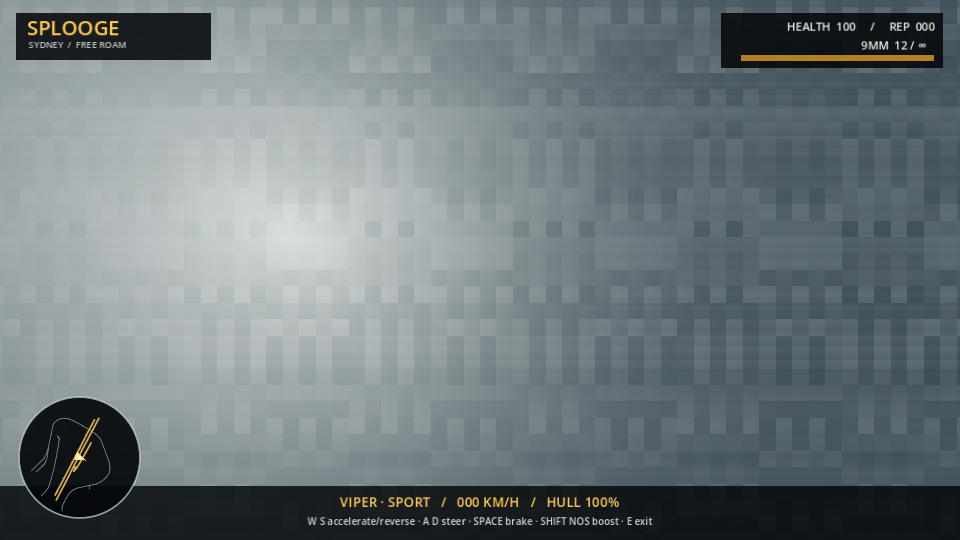 SPLOOGE
SYDNEY / FREE ROAM
HEALTH 100 / REP 000
9MM 12 / ∞
VIPER · SPORT / 000 KM/H / HULL 100%
W S accelerate/reverse · A D steer · SPACE brake · SHIFT NOS boost · E exit